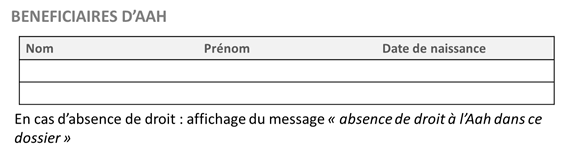 BENEFICIAIRES D’AAH
Nom Prénom Date de naissance
En cas d’absence de droit : affichage du message « absence de droit à l’Aah dans ce
dossier »